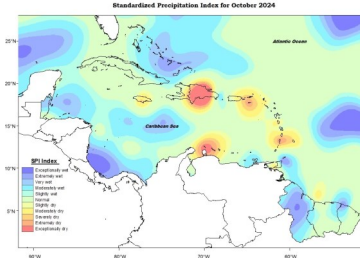 Standardized Precipitation Index for October 2024
25°N
Atlantic Ocean
20°N
15°N
Caribbean Sea
10°N
SPI Index
Exceptionally wet
Extremely wet
Very wet
Moderately wet
Slightly wet
Normal
Slightly dry
Moderately dry
Severely dry
Extremely dry
Exceptionally dry
5°N
90°W
80°W
70°W
60°W